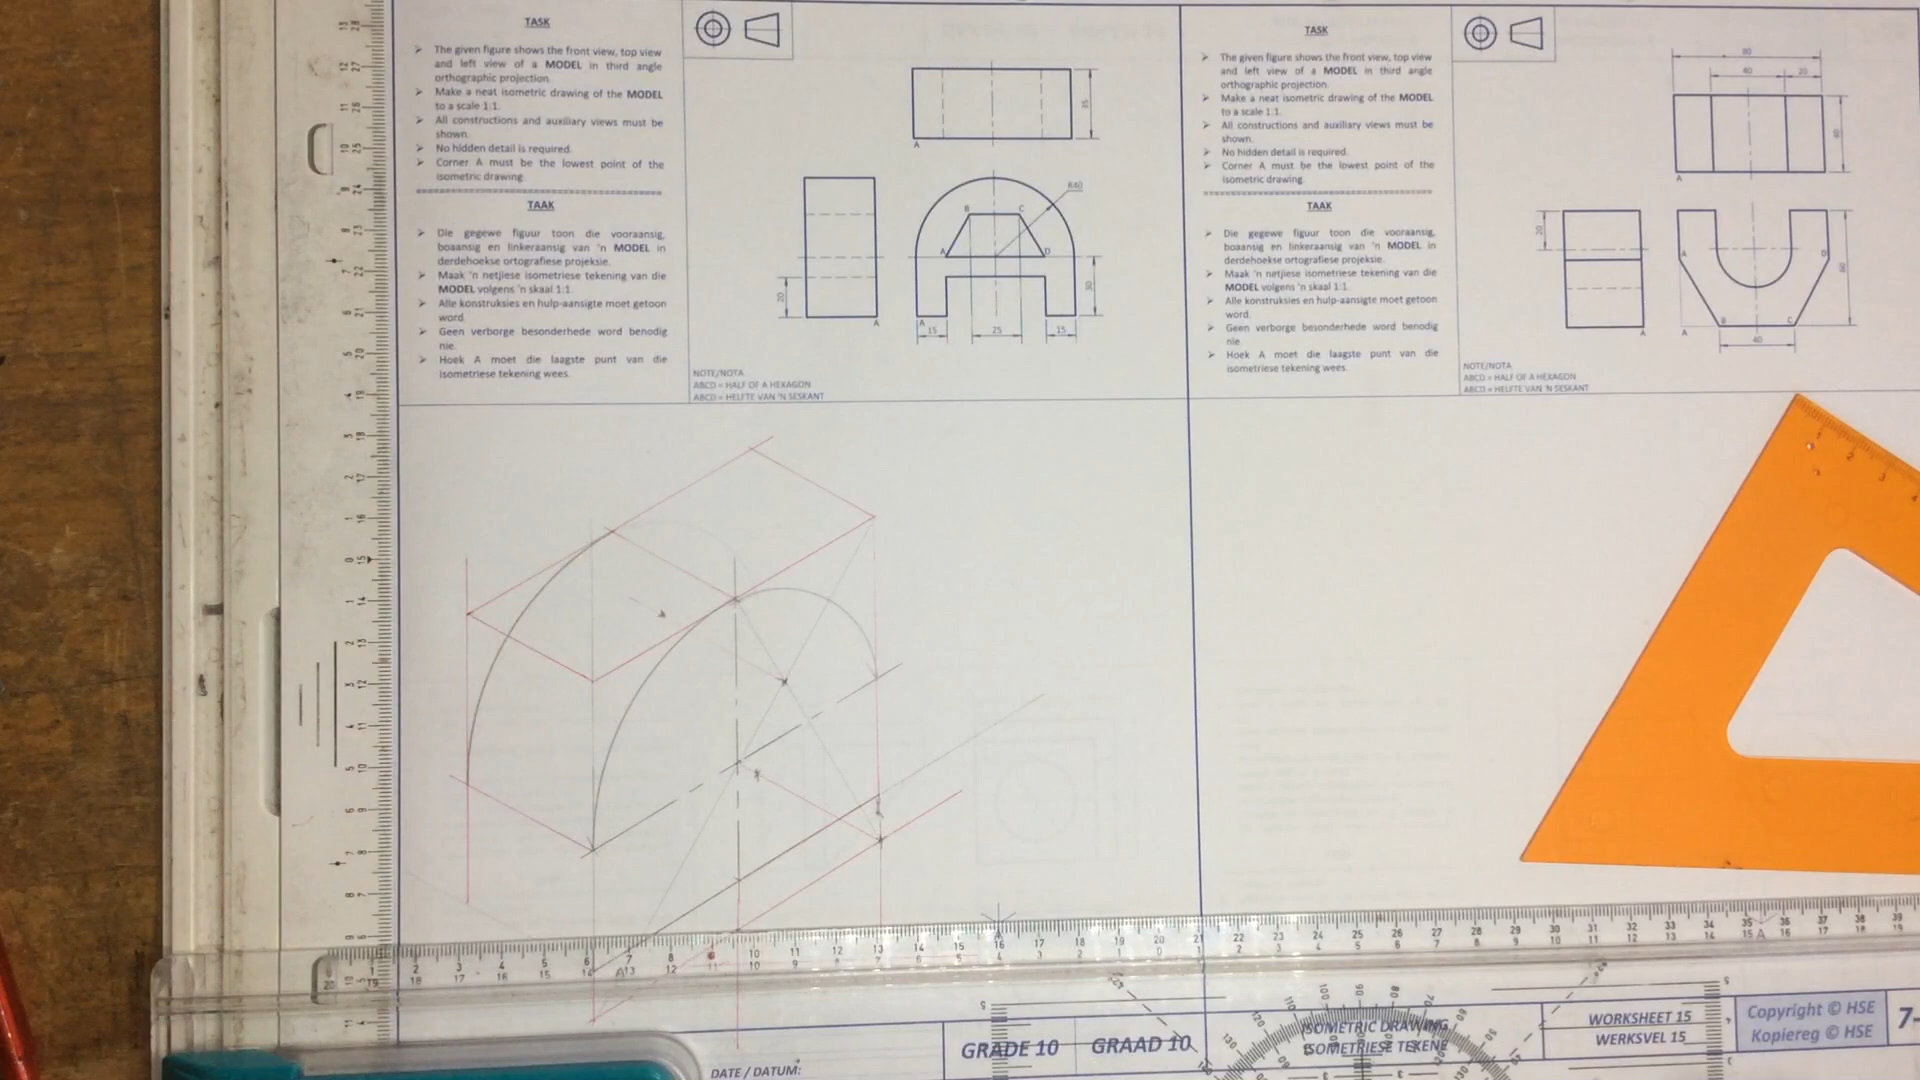 TASK
The given figure shows the front view, top view
and left view of a MODEL in third angle
orthographic projection.
Make a neat isometric drawing of the MODEL
to a scale 1:1.
All constructions and auxiliary views must be
shown.
No hidden detail is required.
Corner A must be the lowest point of the
isometric drawing
TAAK
Die gegewe figuur toon die vooraansig,
boaansig en linkeraansig van 'n MODEL in
derdehoekse ortografiese projeksie.
Maak 'n netjiese isometriese tekening van die
MODEL volgens 'n skaal 1:1.
Alle konstruksies en hulp-aansigte moet getoon
word.
Geen verborge besonderhede word benodig
nie.
Hoek A moet die laagste punt van die
isometriese tekening wees.
35
A
R40
B
C
A
D
20
30
A
A
15
25
15
NOTE/NOTA
ABCD = HALF OF A HEXAGON
ABCD = HELFTE VAN 'N SESKANT
TASK
The given figure shows the front view, top view
and left view of a MODEL in third angle
orthographic projection.
Make a neat isometric drawing of the MODEL
to a scale 1:1.
All constructions and auxiliary views must be
shown.
No hidden detail is required.
Corner A must be the lowest point of the
isometric drawing
TAAK
Die gegewe figuur toon die vooraansig,
boaansig en linkeraansig van 'n MODEL in
derdehoekse ortografiese projeksie.
Maak 'n netjiese isometriese tekening van die
MODEL volgens 'n skaal 1:1.
Alle konstruksies en hulp-aansigte moet getoon
word.
Geen verborge besonderhede word benodig
nie.
Hoek A moet die laagste punt van die
isometriese tekening wees.
80
40
20
40
A
20
A
D
60
A
A
B
C
40
NOTE/NOTA
ABCD = HALF OF A HEXAGON
ABCD = HELFTE VAN 'N SESKANT
DATE / DATUM:
GRADE 10
GRAAD 10
ISOMETRIC DRAWING
ISOMETRIESE TEKENE
WORKSHEET 15
WERKSVEL 15
Copyright © HSE
Kopiereg © HSE
7-